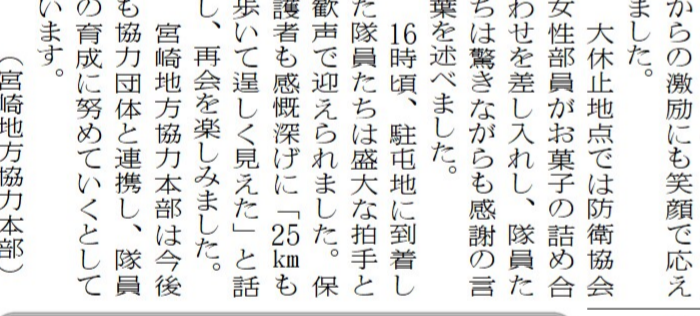 からの激励にも笑顔で応え
ました。
大休止地点では防衛協会
女性部員がお菓子の詰め合
わせを差し入れし、隊員た
ちは驚きながらも感謝の言
葉を述べました。
16時頃、駐屯地に到着し
た隊員たちは盛大な拍手と
歓声で迎えられました。保
護者も感慨深げに「25kmも
歩いて逞しく見えた」と話
し、再会を楽しみました。
宮崎地方協力本部は今後
も協力団体と連携し、隊員
の育成に努めていくとして
います。
(宮崎地方協力本部)